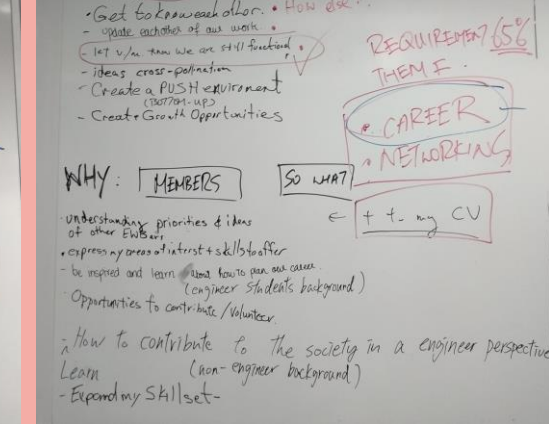 • Get to know each other.
• How else
- update each other of our work.
- let v/m know we are still functional
- ideas cross-pollination
- Create a PUSH enviroment
(BOTTOM-UP)
- Create Growth Opportunities
REQUIREMENT 65%
THEME.
• CAREER
• NETWORKING
WHY: MEMBERS
SO WHAT?
← + to my CV
- understanding priorities & ideas
of other EWBers
• express my areas of interst + skills to offer
- be inspired and learn about how to plan our career.
(engineer students background)
- Opportunities to contribute / Volunteer.
- How to contribute to the society in a engineer perspective
Learn (non-engineer background)
- Expand my skillset-